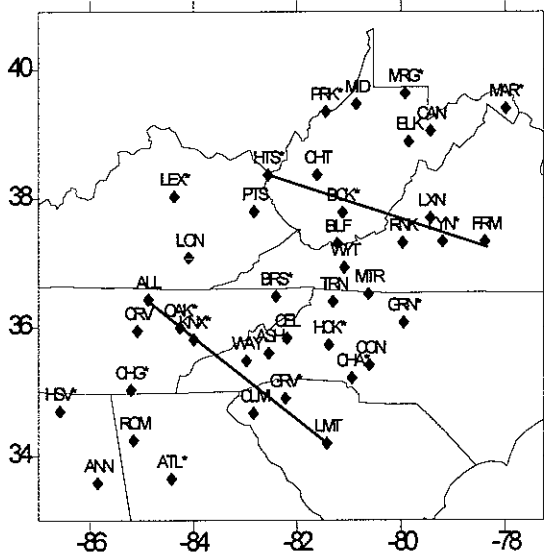 40
MRG*
PRK*
MID
MAR*
CAN
ELK
HTS*
CHT
LEX*
38
PTS
BCK*
LXN
BLF
RNK
LYN*
FRM
LON
WYT
BRS*
TRN
MTR
ALL
36
CRV
OAK*
KNX*
GRN*
CEL
HCK*
ASH
WAY
CON
CHA*
CHG*
GRV*
HSV*
CLM
ROM
LMT
34
ANN
ATL*
-86
-84
-82
-80
-78